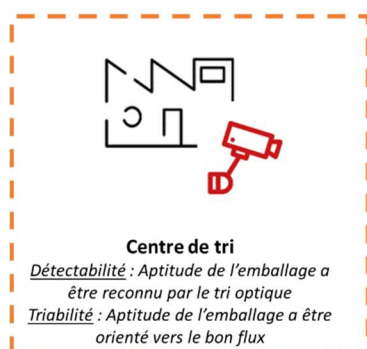 Centre de tri
Détectabilité : Aptitude de l'emballage a
être reconnu par le tri optique
Triabilité : Aptitude de l'emballage a être
orienté vers le bon flux